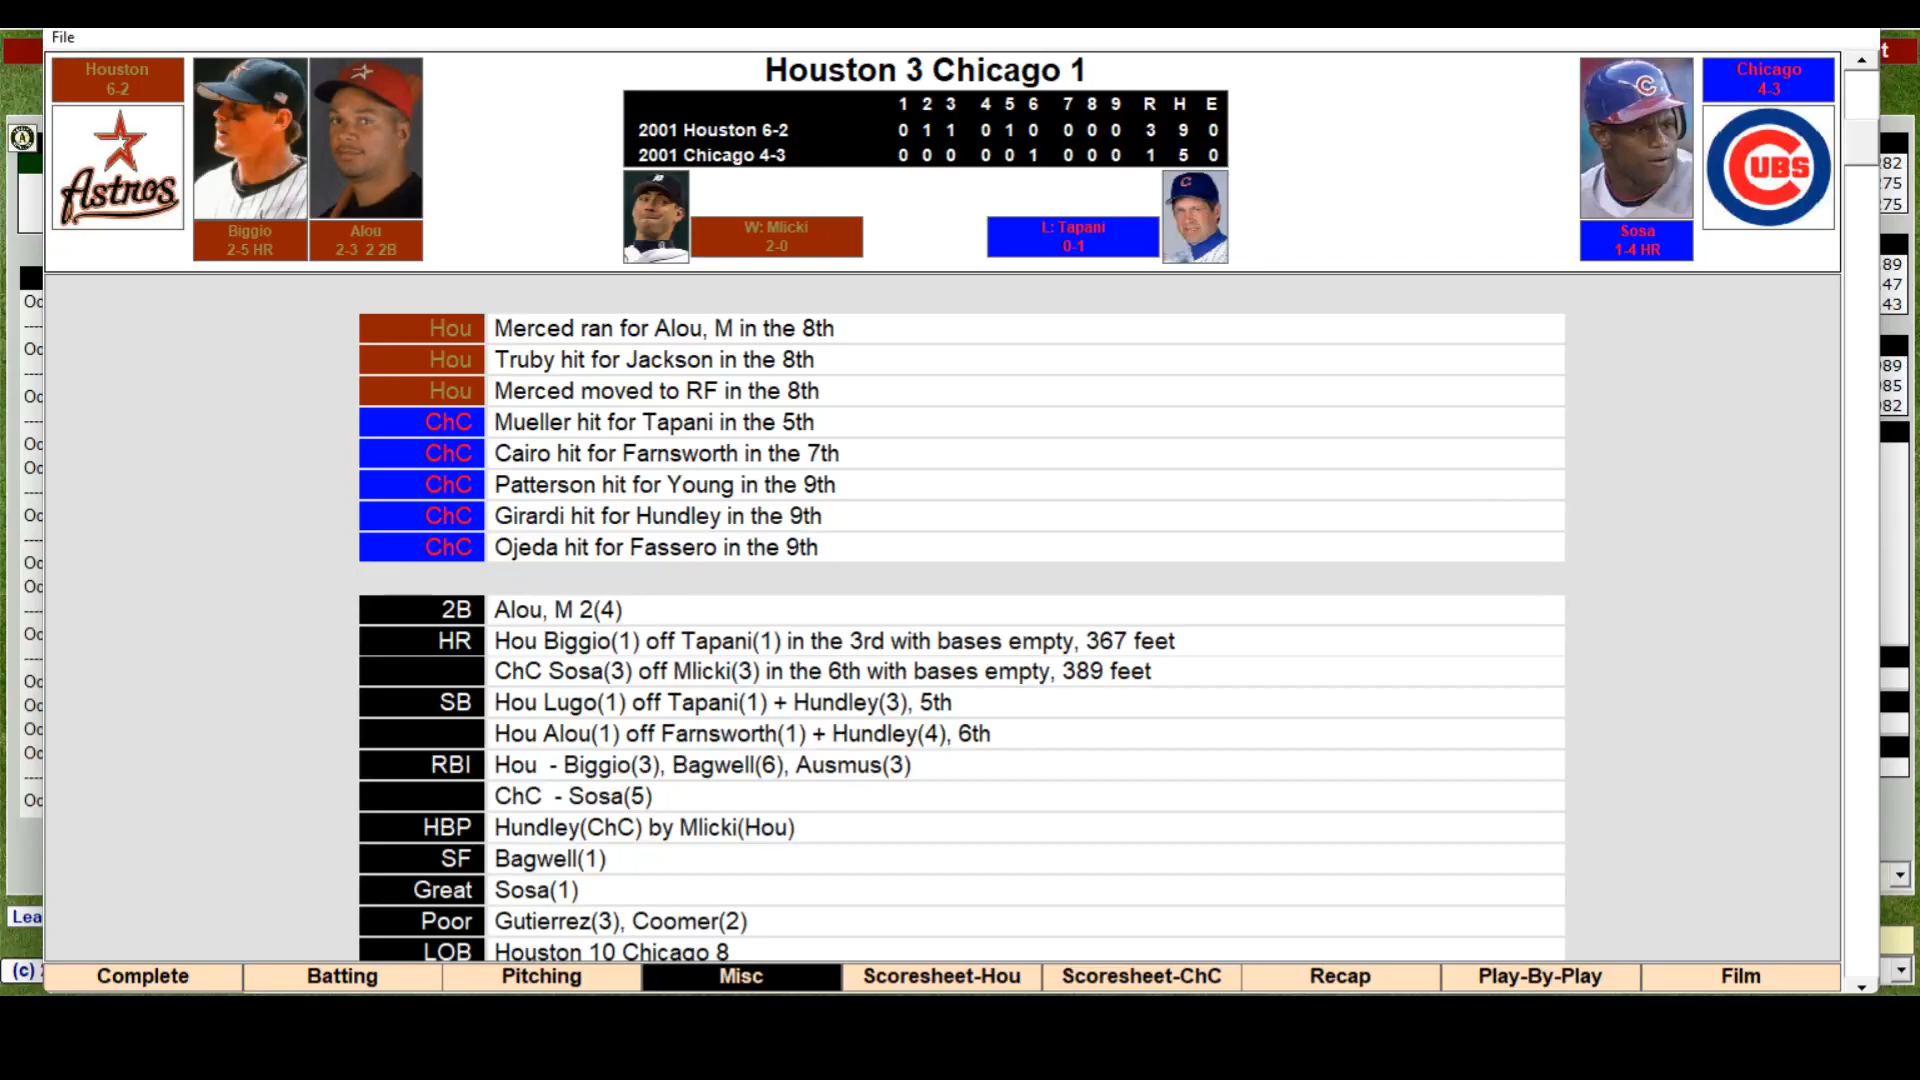 File
t
Houston
6-2
Astros
Biggio
2-5 HR
Alou
2-3 2 2B
Houston 3 Chicago 1
1 2 3 4 5 6 7 8 9 R H E
2001 Houston 6-2 0 1 1 0 1 0 0 0 0 3 9 0
2001 Chicago 4-3 0 0 0 0 0 1 0 0 0 1 5 0
W: Mlicki
2-0
L: Tapani
0-1
Sosa
1-4 HR
Chicago
4-3
CUBS
Hou Merced ran for Alou, M in the 8th
Hou Truby hit for Jackson in the 8th
Hou Merced moved to RF in the 8th
ChC Mueller hit for Tapani in the 5th
ChC Cairo hit for Farnsworth in the 7th
ChC Patterson hit for Young in the 9th
ChC Girardi hit for Hundley in the 9th
ChC Ojeda hit for Fassero in the 9th
2B Alou, M 2(4)
HR Hou Biggio(1) off Tapani(1) in the 3rd with bases empty, 367 feet
ChC Sosa(3) off Mlicki(3) in the 6th with bases empty, 389 feet
SB Hou Lugo(1) off Tapani(1) + Hundley(3), 5th
Hou Alou(1) off Farnsworth(1) + Hundley(4), 6th
RBI Hou - Biggio(3), Bagwell(6), Ausmus(3)
ChC - Sosa(5)
HBP Hundley(ChC) by Mlicki(Hou)
SF Bagwell(1)
Great Sosa(1)
Poor Gutierrez(3), Coomer(2)
LOB Houston 10 Chicago 8
Complete Batting Pitching Misc Scoresheet-Hou Scoresheet-ChC Recap Play-By-Play Film
Lea
(c)
82
75
75
89
47
43
89
85
82